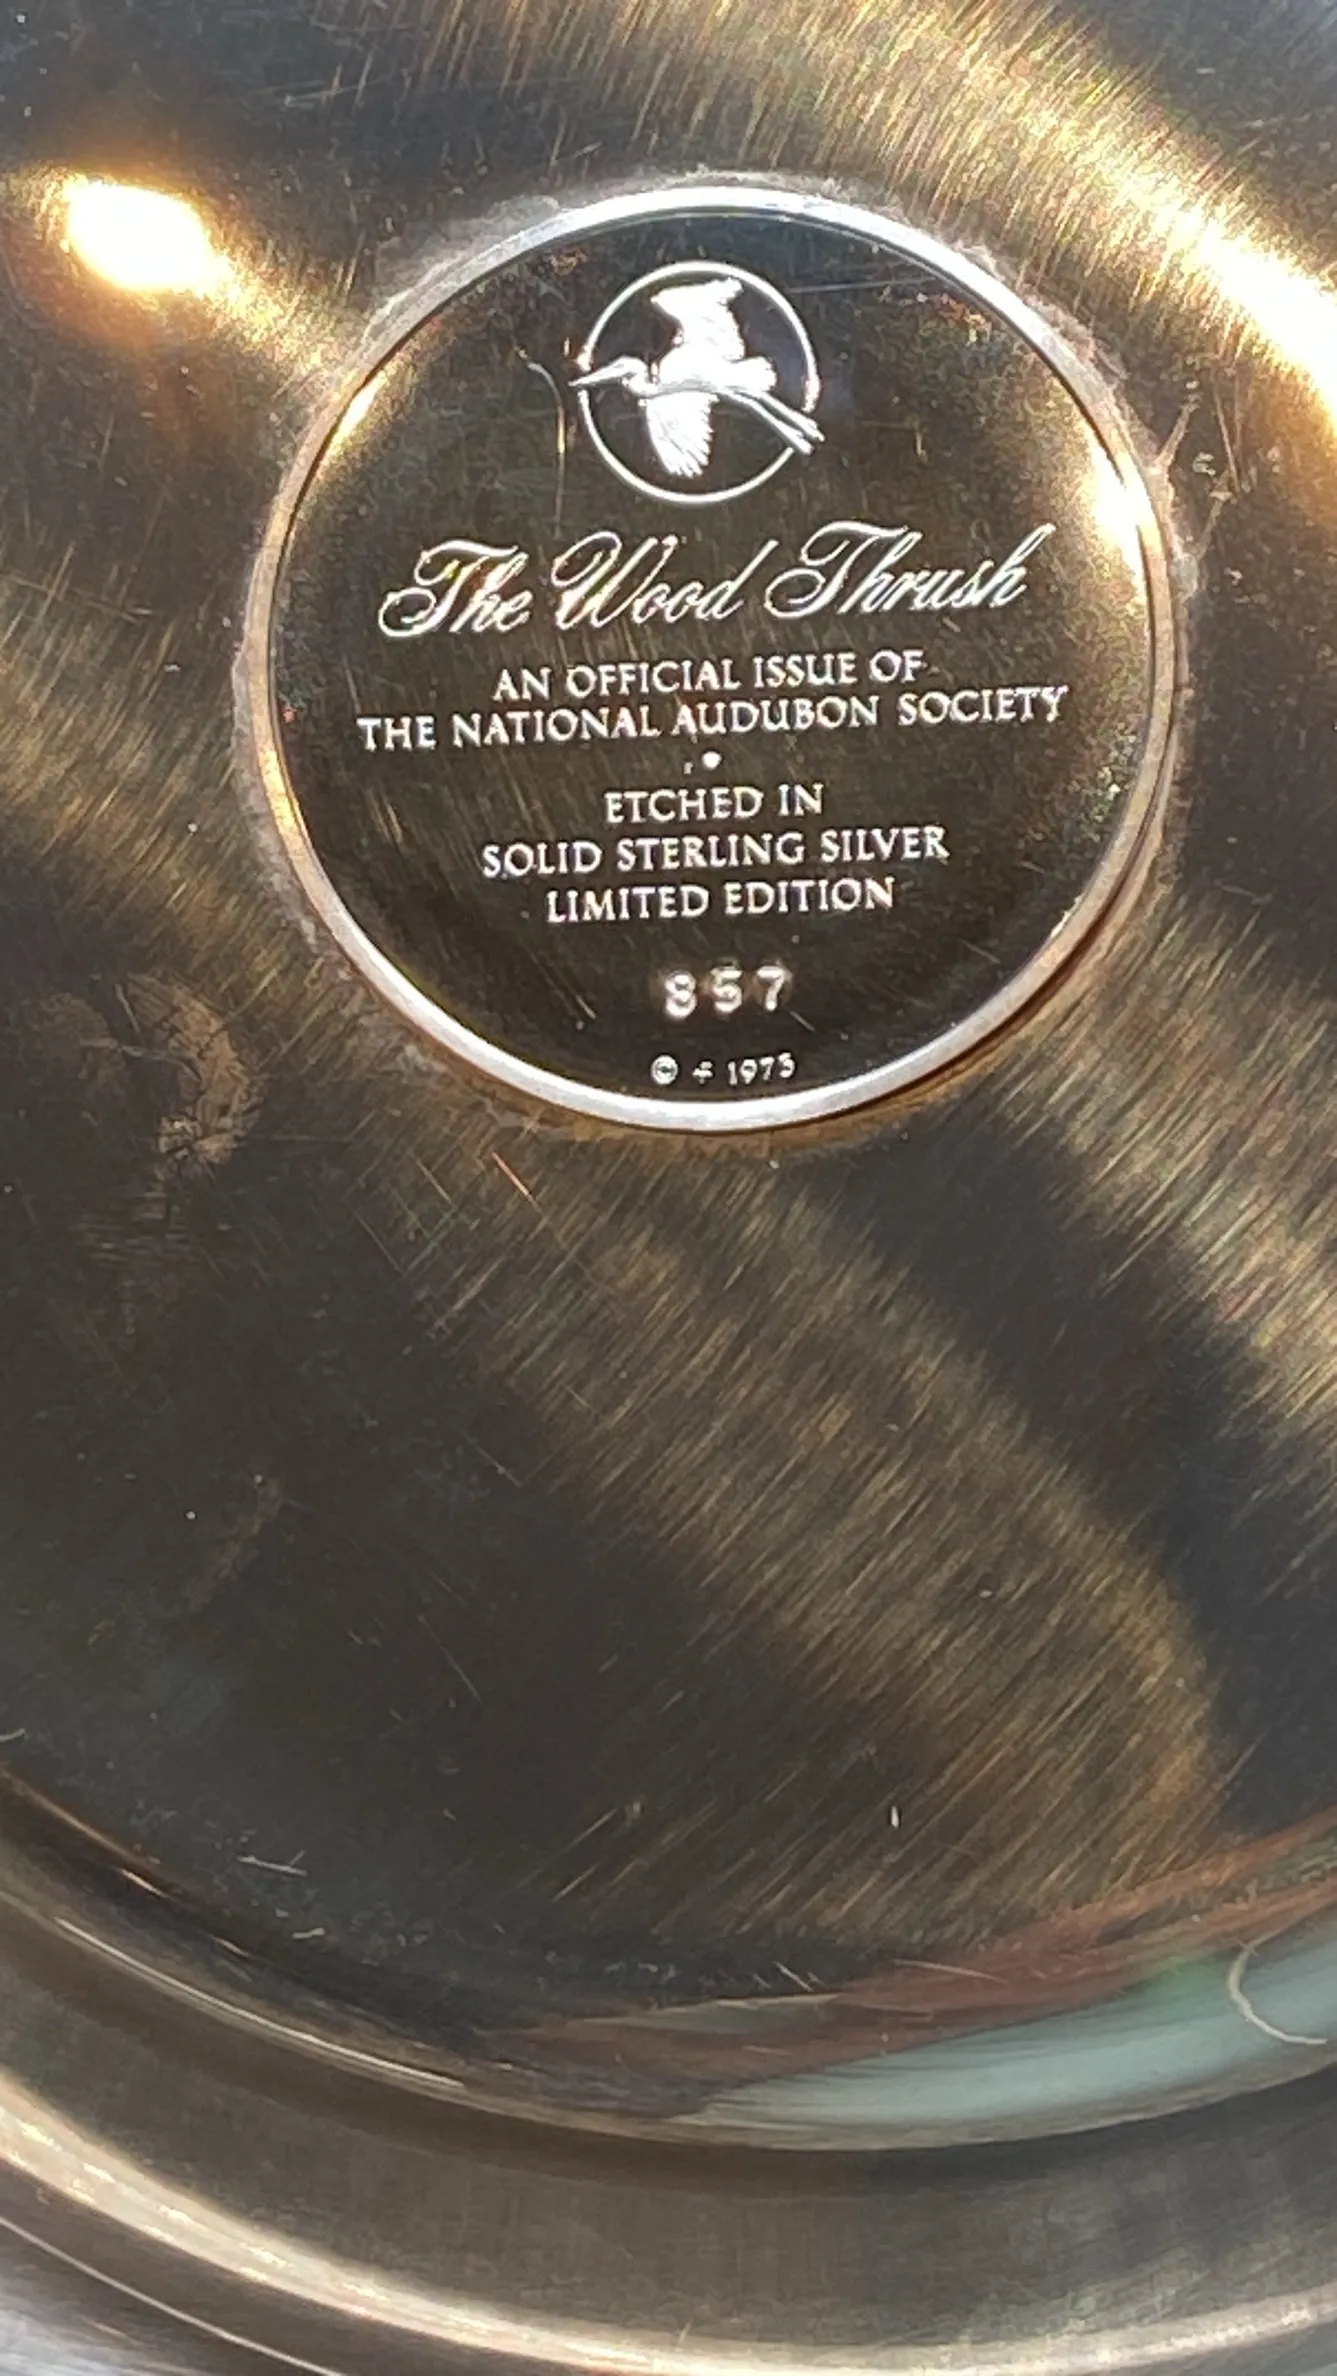 The Wood Thrush
AN OFFICIAL ISSUE OF
THE NATIONAL AUDUBON SOCIETY
•
ETCHED IN
SOLID STERLING SILVER
LIMITED EDITION
857
© 1973